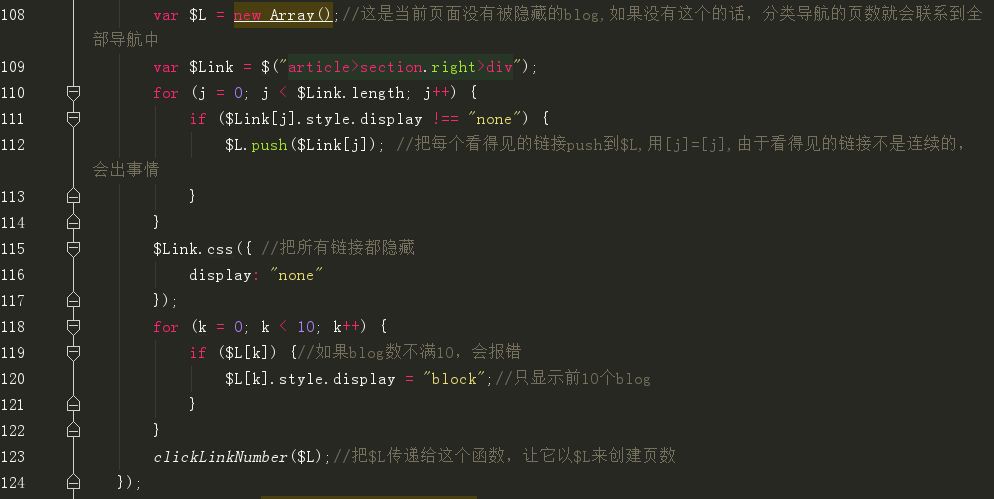 108 var $L = new Array();//这是当前页面没有被隐藏的blog,如果没有这个的话，分类导航的页数就会联系到全
部导航中
109 var $Link = $("article>section.right>div");
110 for (j = 0; j < $Link.length; j++) {
111 if ($Link[j].style.display !== "none") {
112 $L.push($Link[j]); //把每个看得见的链接push到$L,用[j]=[j],由于看得见的链接不是连续的，
会出事情
113 }
114 }
115 $Link.css({ //把所有链接都隐藏
116 display: "none"
117 });
118 for (k = 0; k < 10; k++) {
119 if ($L[k]) {//如果blog数不满10，会报错
120 $L[k].style.display = "block";//只显示前10个blog
121 }
122 }
123 clickLinkNumber($L);//把$L传递给这个函数，让它以$L来创建页数
124 });